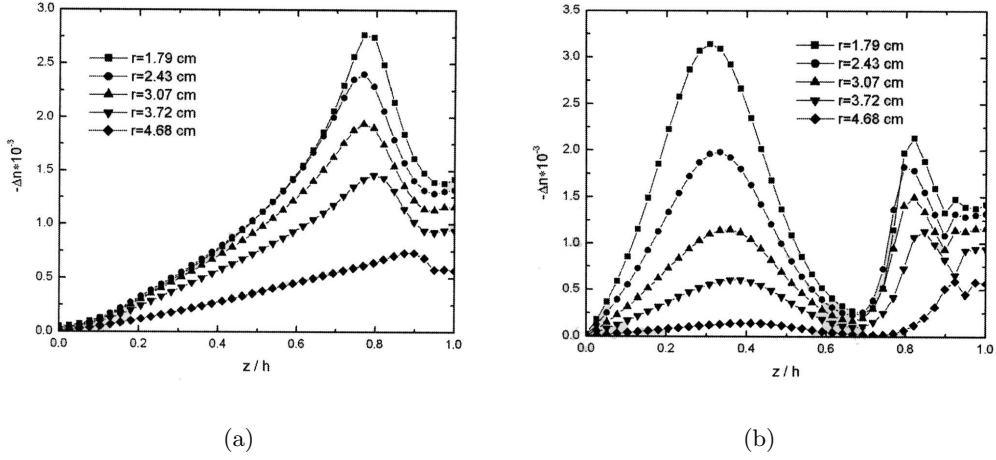 3.0
2.5
2.0
1.5
1.0
0.5
0.0
-Δn*10⁻³
r=1.79 cm
r=2.43 cm
r=3.07 cm
r=3.72 cm
r=4.68 cm
0.0 0.2 0.4 0.6 0.8 1.0
z / h
(a)
3.5
3.0
2.5
2.0
1.5
1.0
0.5
0.0
-Δn*10⁻³
r=1.79 cm
r=2.43 cm
r=3.07 cm
r=3.72 cm
r=4.68 cm
0.0 0.2 0.4 0.6 0.8 1.0
z / h
(b)